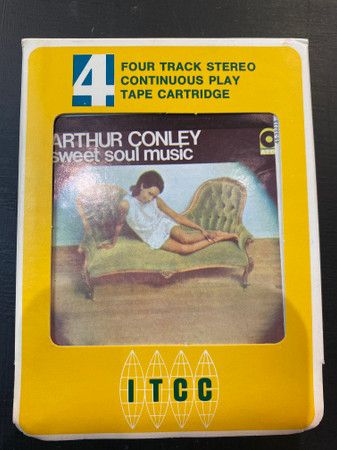 4
FOUR TRACK STEREO
CONTINUOUS PLAY
TAPE CARTRIDGE
ARTHUR CONLEY
sweet soul music
ITCC